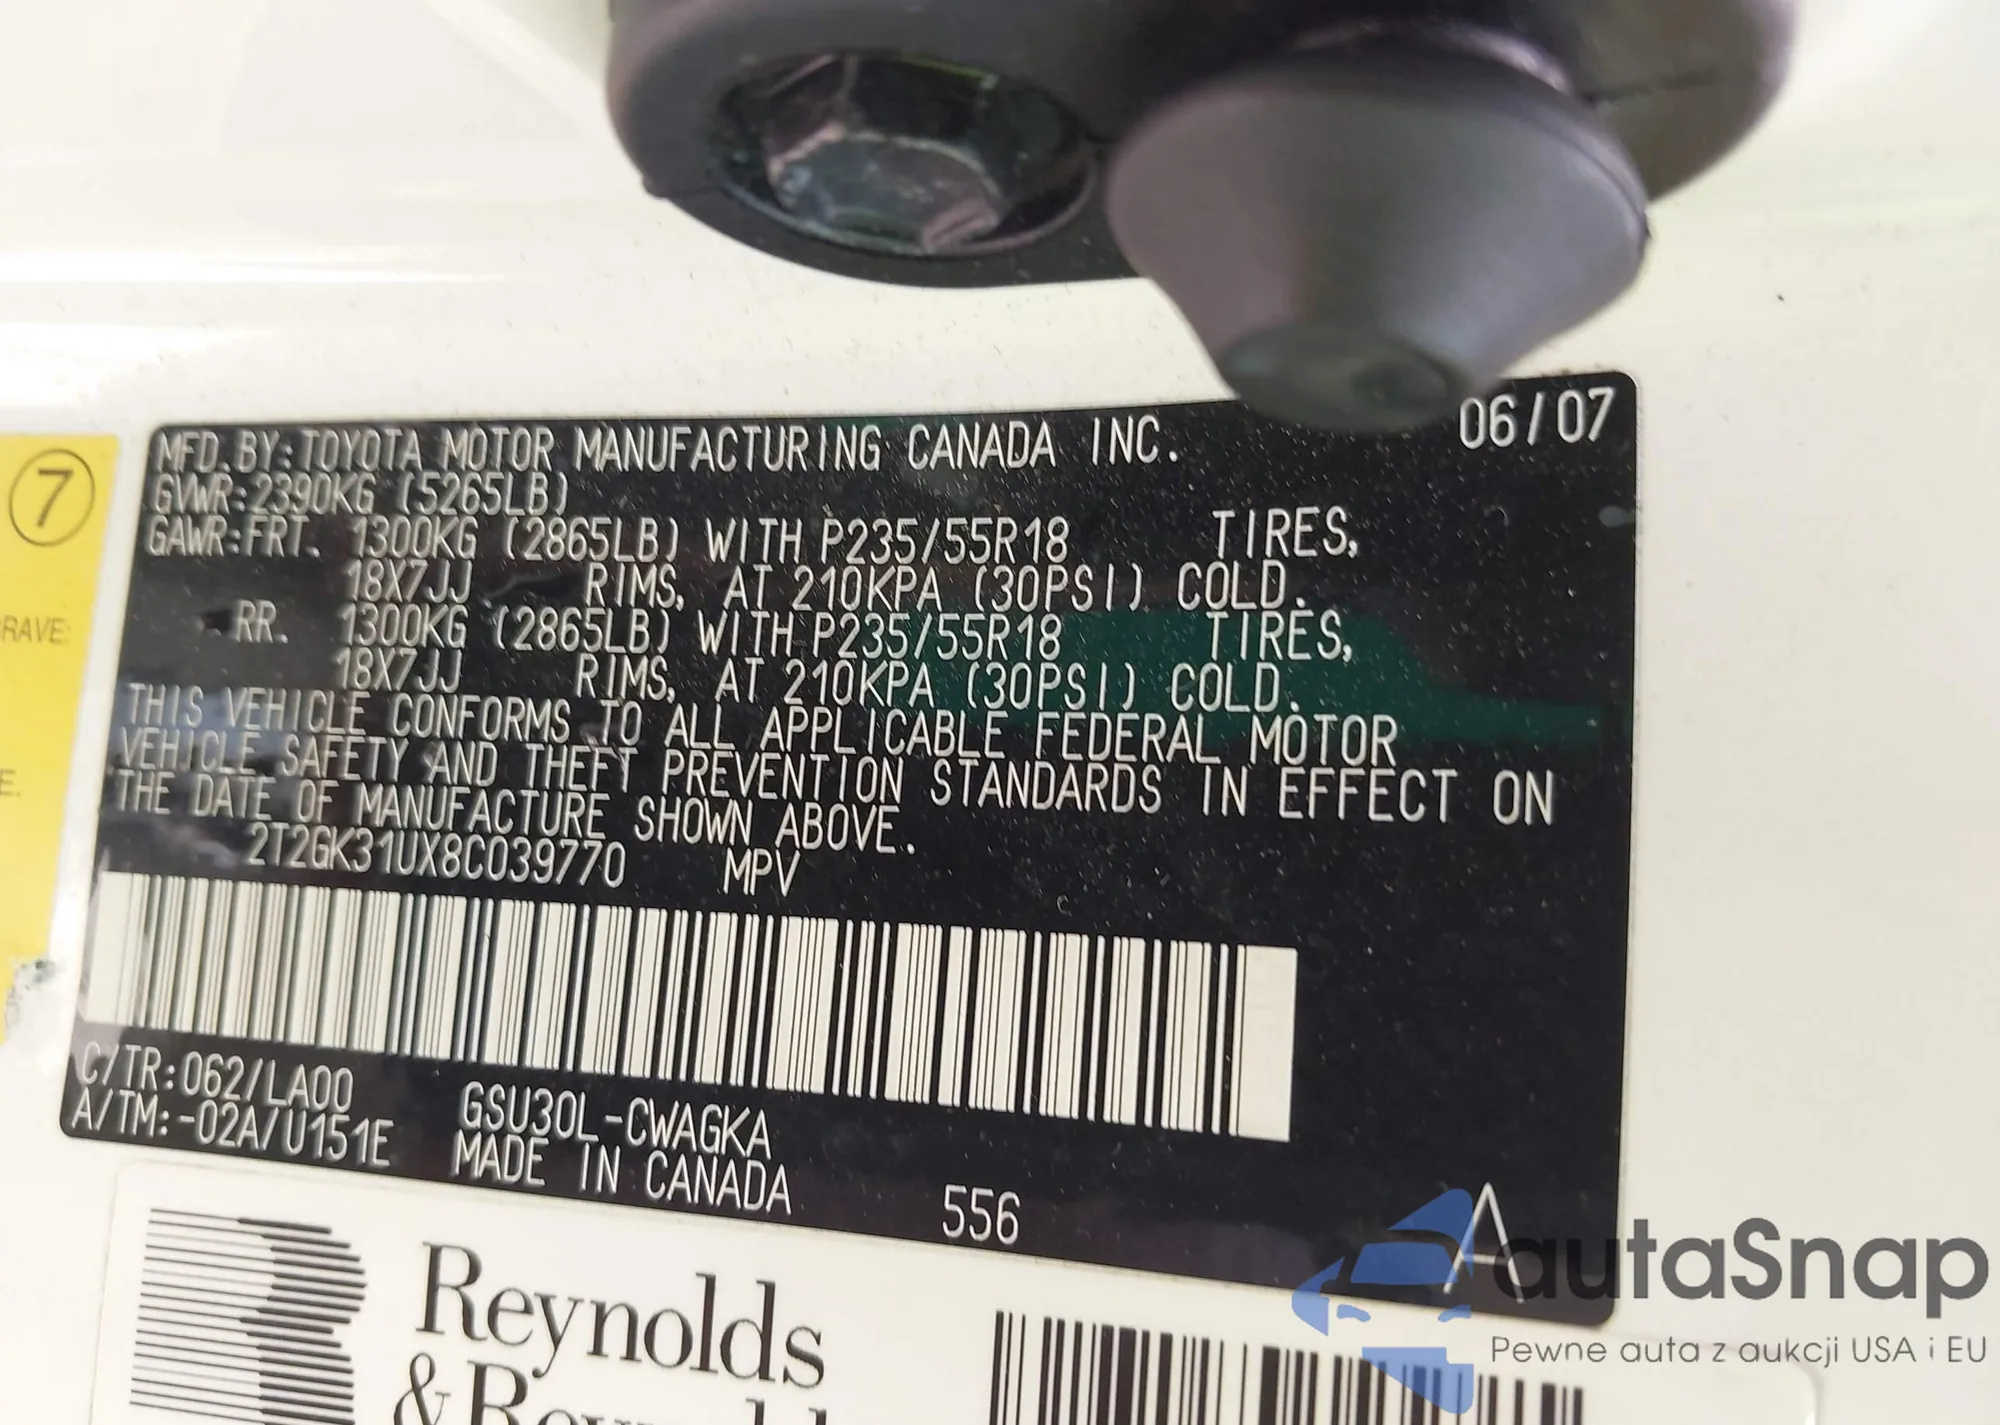 7
RAVE
E.
MFD. BY: TOYOTA MOTOR MANUFACTURING CANADA INC. 06/07
GVWR: 2390KG (5265LB)
GAWR: FRT. 1300KG (2865LB) WITH P235/55R18 TIRES,
18X7JJ RIMS, AT 210KPA (30PSI) COLD.
RR. 1300KG (2865LB) WITH P235/55R18 TIRES,
18X7JJ RIMS, AT 210KPA (30PSI) COLD.
THIS VEHICLE CONFORMS TO ALL APPLICABLE FEDERAL MOTOR
VEHICLE SAFETY AND THEFT PREVENTION STANDARDS IN EFFECT ON
THE DATE OF MANUFACTURE SHOWN ABOVE.
2T2GK31UX8C039770 MPV
C/TR: 062/LA00 GSU30L-CWAGKA
A/TM: -02A/U151E MADE IN CANADA 556 A
Reynolds
&
autaSnap
Pewne auta z aukcji USA i EU